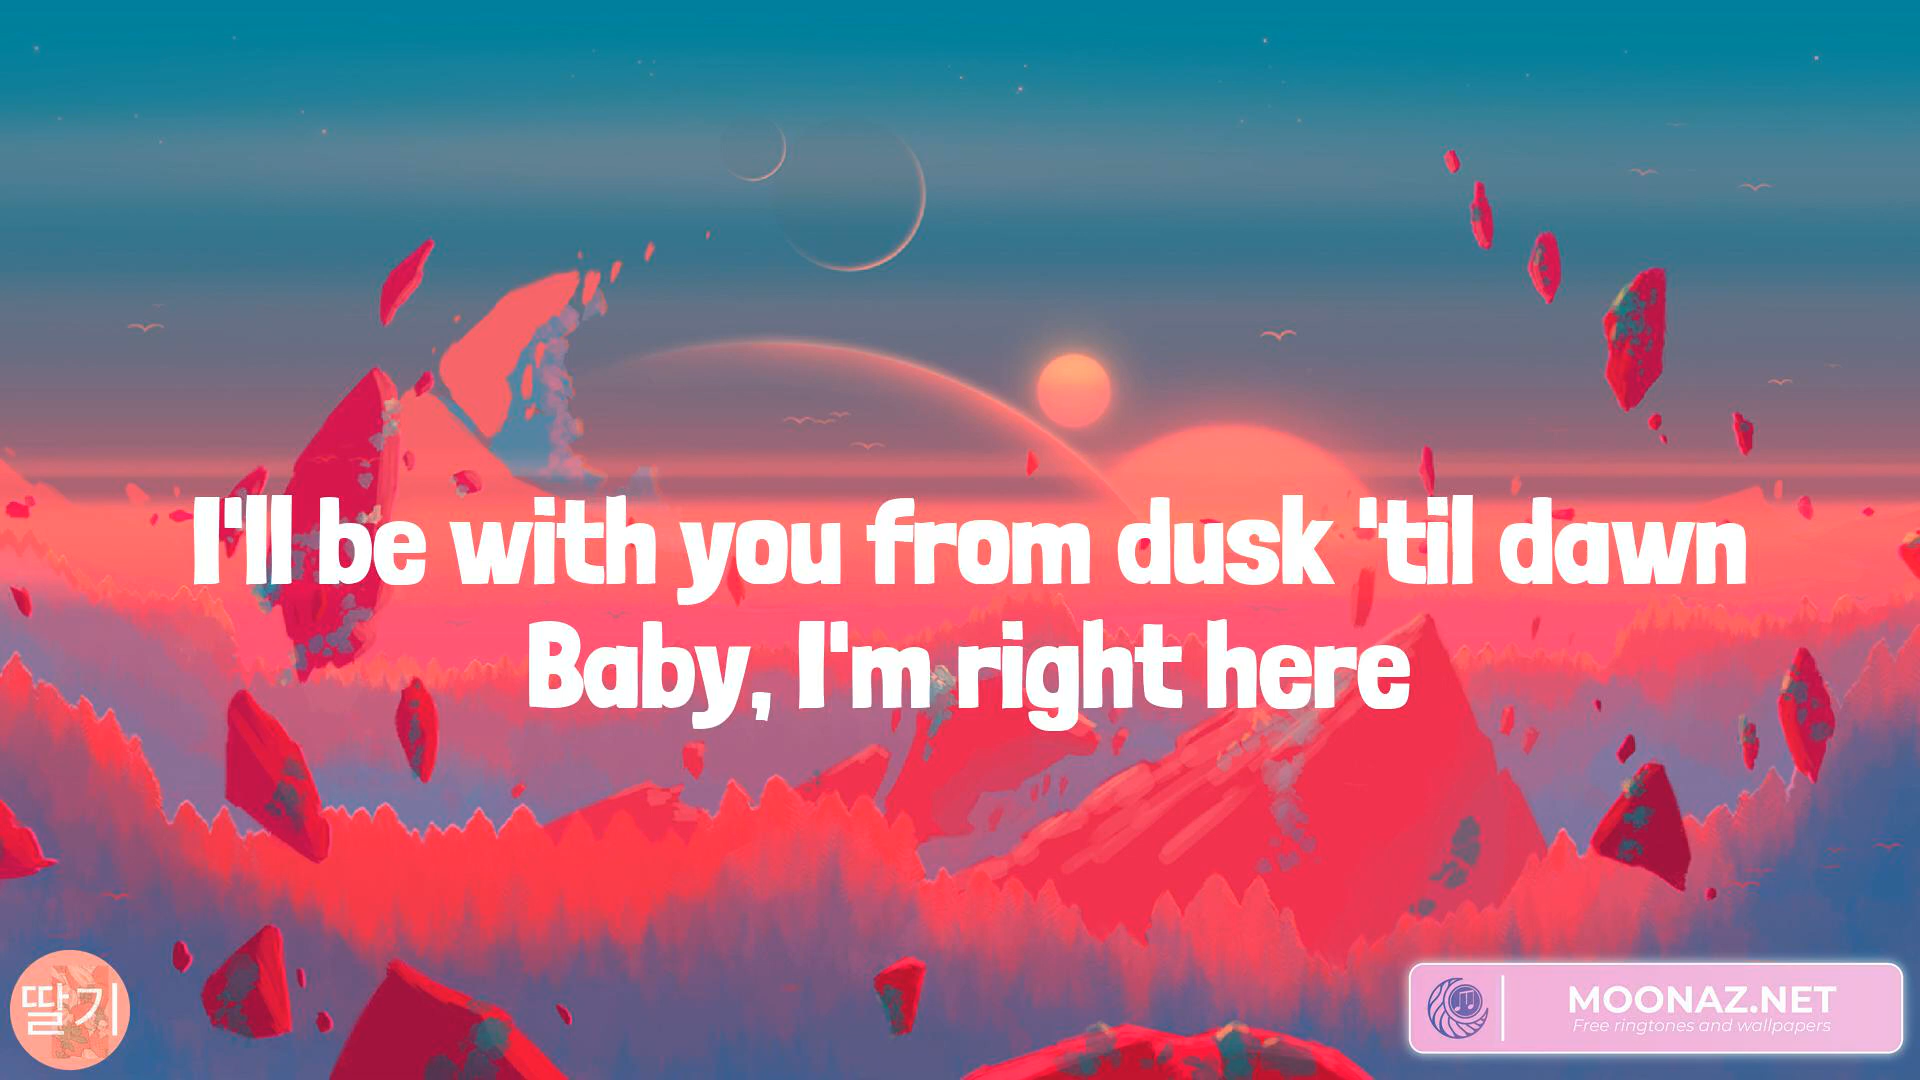 I'll be with you from dusk 'til dawn
Baby, I'm right here
딸기
MOONAZ.NET
Free ringtones and wallpapers